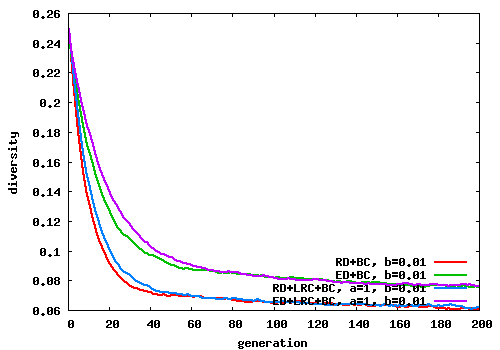 0.26
0.24
0.22
0.2
0.18
0.16
0.14
0.12
0.1
0.08
0.06
diversity
RD+BC, b=0.01
ED+BC, b=0.01
RD+LRC+BC, a=1, b=0.01
ED+LRC+BC, a=1, b=0.01
0 20 40 60 80 100 120 140 160 180 200
generation